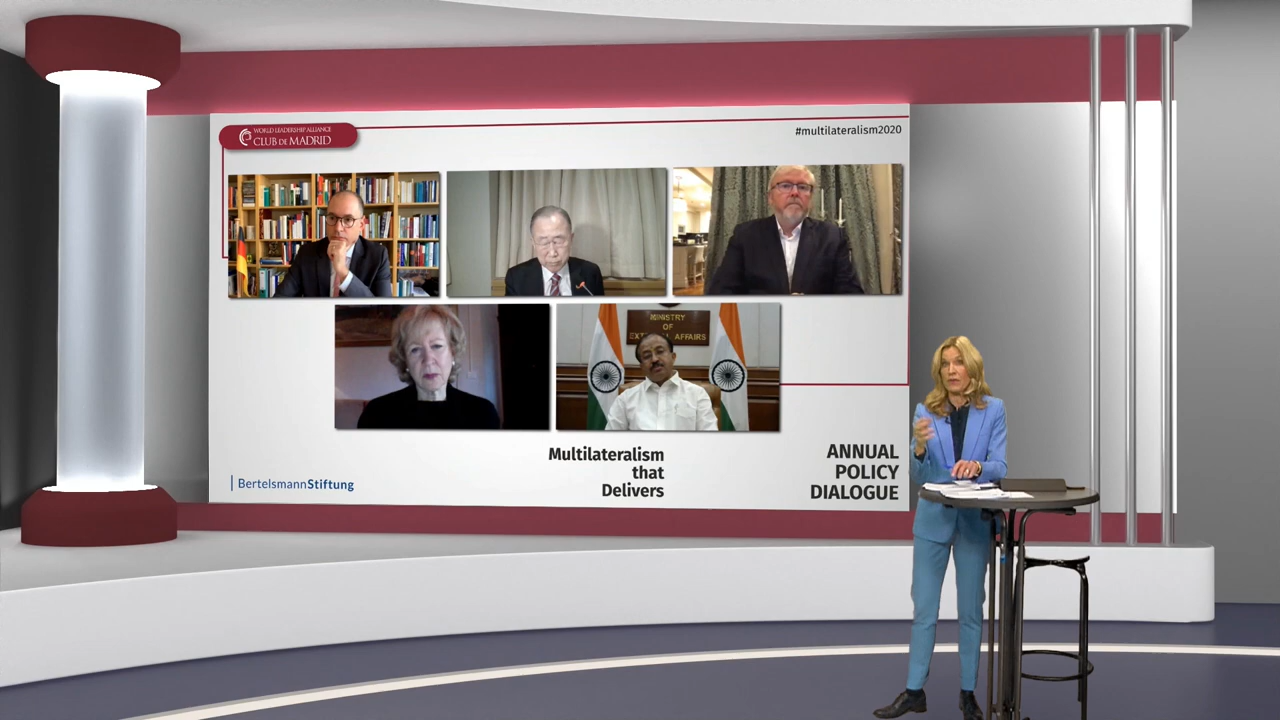 WORLD LEADERSHIP ALLIANCE
CLUB DE MADRID
#multilateralism2020
MINISTRY
OF
EXTERNAL AFFAIRS
BertelsmannStiftung
Multilateralism
that
Delivers
ANNUAL
POLICY
DIALOGUE